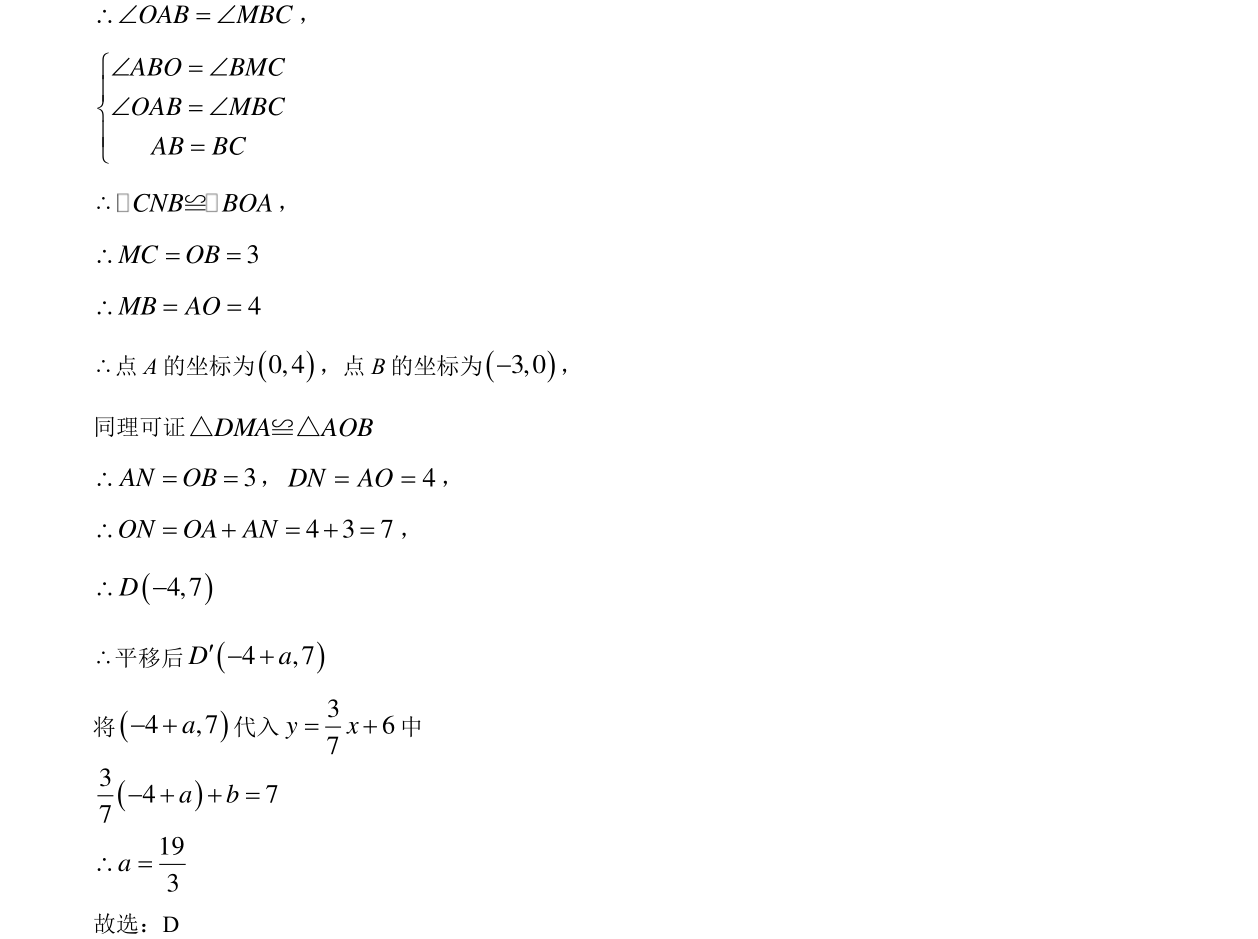 ∴∠OAB = ∠MBC，
{∠ABO = ∠BMC
∠OAB = ∠MBC
AB = BC
∴□CNB≌□BOA，
∴MC = OB = 3
∴MB = AO = 4
∴点 A 的坐标为(0,4)，点 B 的坐标为(−3,0)，
同理可证△DMA≌△AOB
∴AN = OB = 3，DN = AO = 4，
∴ON = OA + AN = 4 + 3 = 7，
∴D(−4,7)
∴平移后D′(−4 + a,7)
将(−4 + a,7)代入 y = 3/7 x + 6 中
3/7 (−4 + a) + b = 7
∴a = 19/3
故选：D